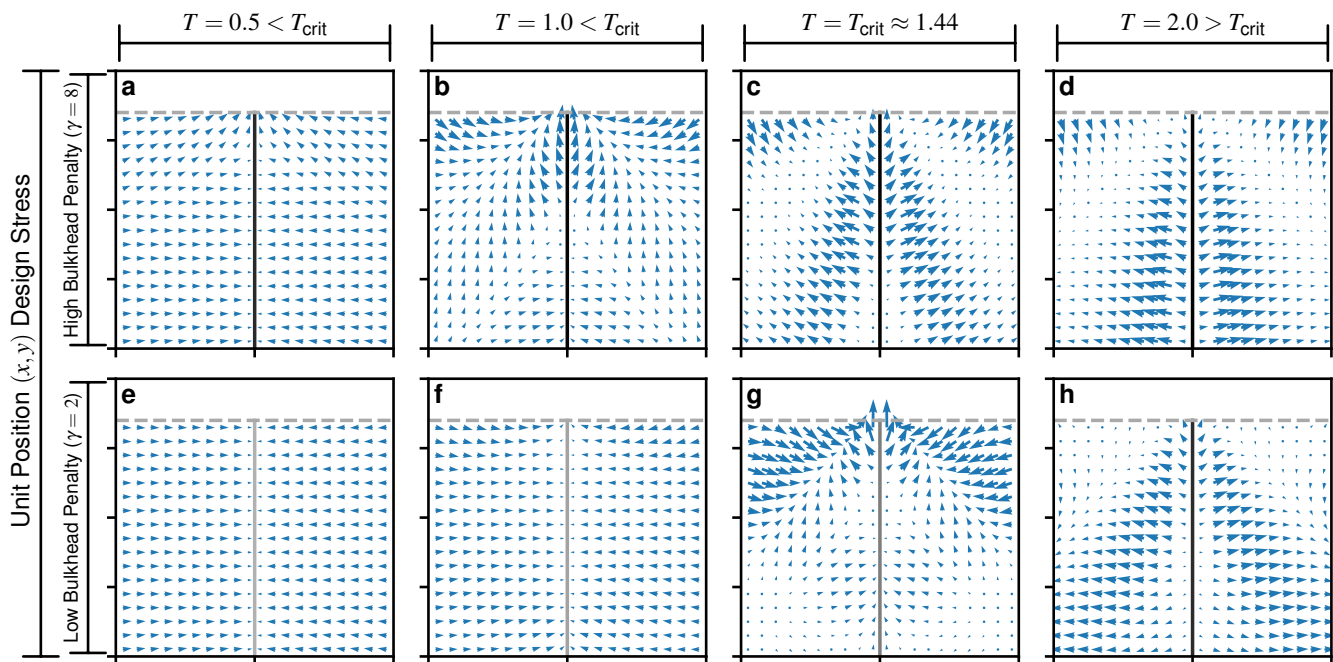 T = 0.5 < T_crit
T = 1.0 < T_crit
T = T_crit ≈ 1.44
T = 2.0 > T_crit
Unit Position (x, y) Design Stress
High Bulkhead Penalty (γ = 8)
a
b
c
d
Low Bulkhead Penalty (γ = 2)
e
f
g
h